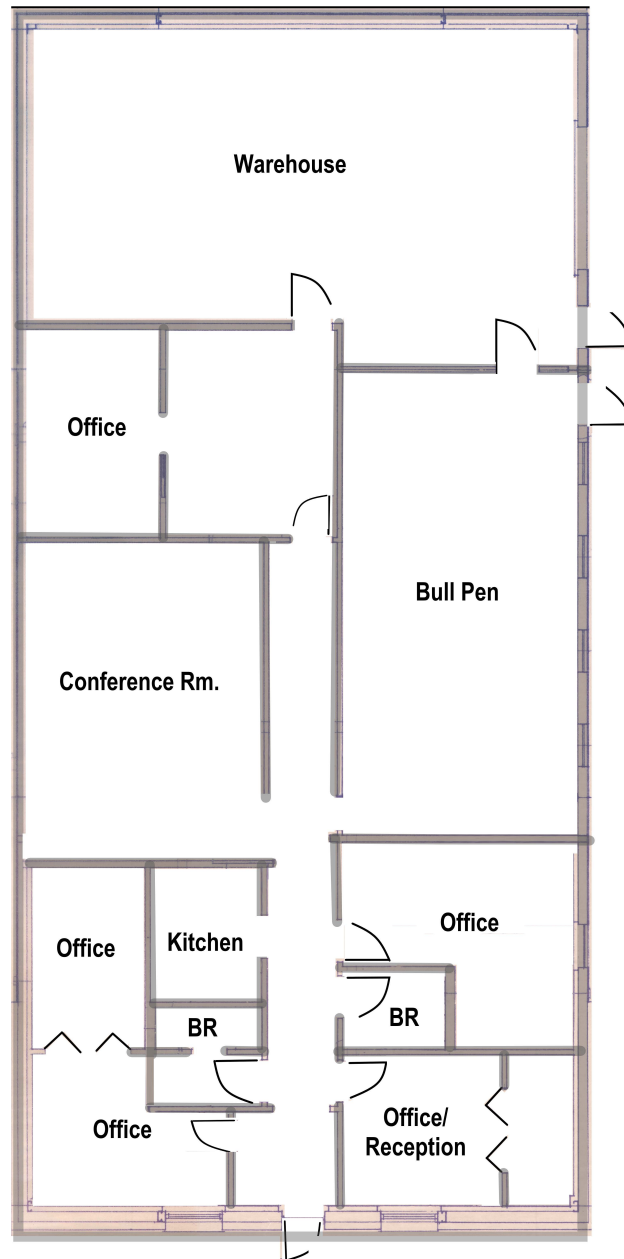 Warehouse
Office
Bull Pen
Conference Rm.
Office
Office
Kitchen
BR
BR
Office
Office/
Reception